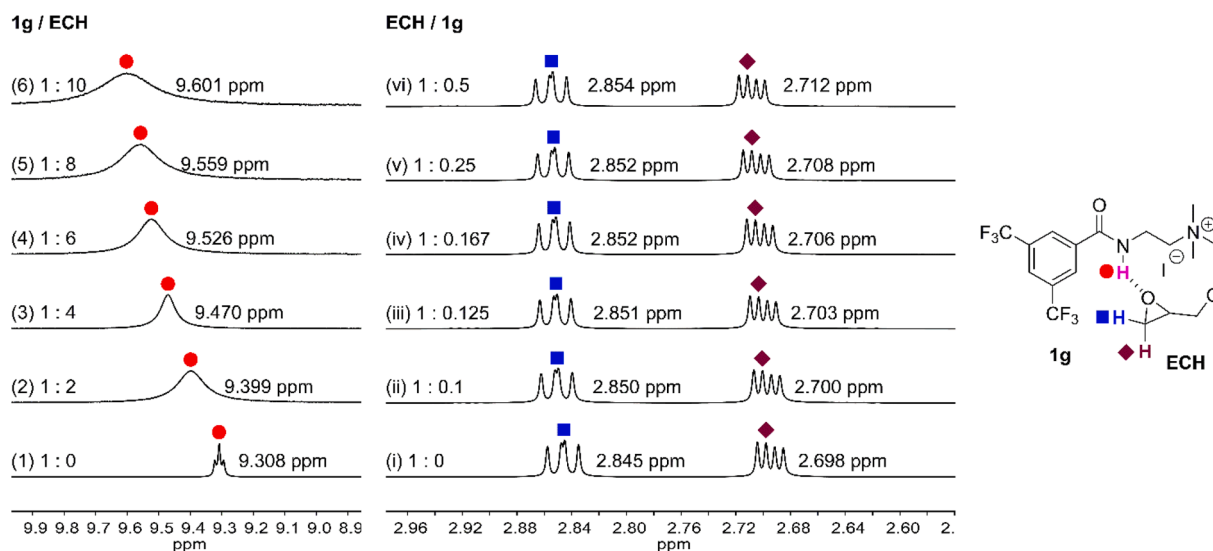 1g / ECH
(6) 1 : 10 9.601 ppm
(5) 1 : 8 9.559 ppm
(4) 1 : 6 9.526 ppm
(3) 1 : 4 9.470 ppm
(2) 1 : 2 9.399 ppm
(1) 1 : 0 9.308 ppm
9.9 9.8 9.7 9.6 9.5 9.4 9.3 9.2 9.1 9.0 8.9
ppm
ECH / 1g
(vi) 1 : 0.5 2.854 ppm 2.712 ppm
(v) 1 : 0.25 2.852 ppm 2.708 ppm
(iv) 1 : 0.167 2.852 ppm 2.706 ppm
(iii) 1 : 0.125 2.851 ppm 2.703 ppm
(ii) 1 : 0.1 2.850 ppm 2.700 ppm
(i) 1 : 0 2.845 ppm 2.698 ppm
2.96 2.92 2.88 2.84 2.80 2.76 2.72 2.68 2.64 2.60 2.
ppm
O
F3C
N
H
N
+
I
−
O
CF3
H
H
1g
ECH